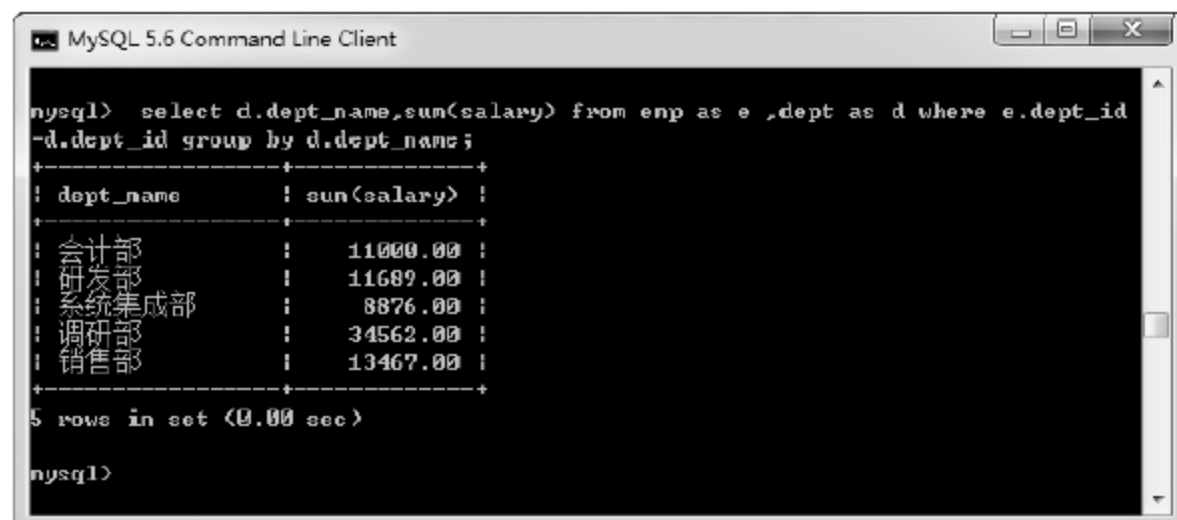 MySQL 5.6 Command Line Client
mysql>  select d.dept_name,sum(salary) from emp as e ,dept as d where e.dept_id
=d.dept_id group by d.dept_name;
+------------------+-------------+
| dept_name        | sum(salary) |
+------------------+-------------+
| 会计部           |    11000.00 |
| 研发部           |    11689.00 |
| 系统集成部       |     8876.00 |
| 调研部           |    34562.00 |
| 销售部           |    13467.00 |
+------------------+-------------+
5 rows in set (0.00 sec)
mysql>